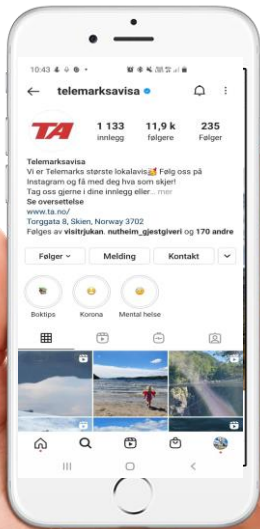 10:43
telemarksavisa
TA
1 133 11,9 k 235
innlegg følgere Følger
Telemarksavisa
Vi er Telemarks største lokalavis🥰 Følg oss på
Instagram og få med deg hva som skjer!
Tag oss gjerne i dine innlegg eller... mer
Se oversettelse
www.ta.no/
Torggata 8, Skien, Norway 3702
Følges av visitrjukan, nutheim_gjestgiveri og 170 andre
Følger Melding Kontakt
Boktips Korona Mental helse